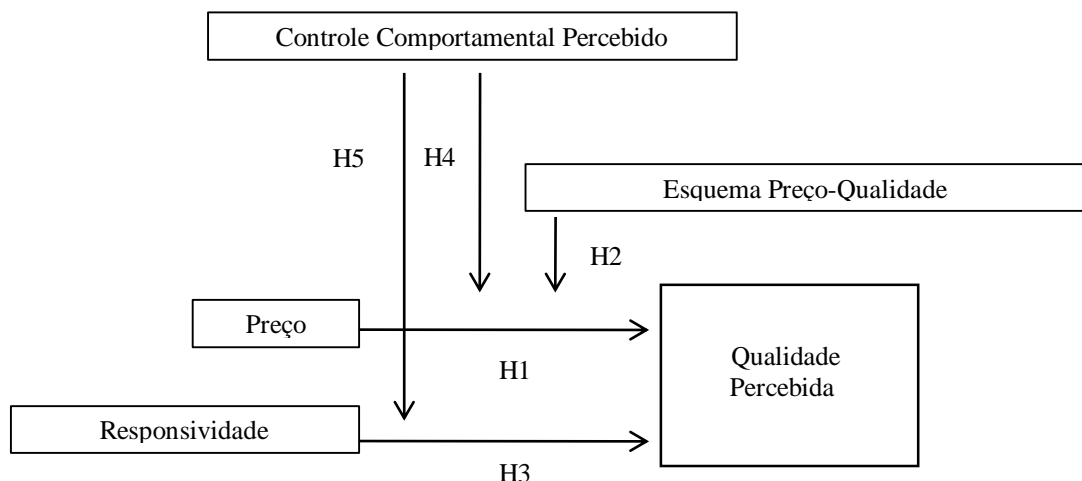 Controle Comportamental Percebido
H5
H4
Esquema Preço-Qualidade
H2
Preço
H1
Qualidade
Percebida
Responsividade
H3